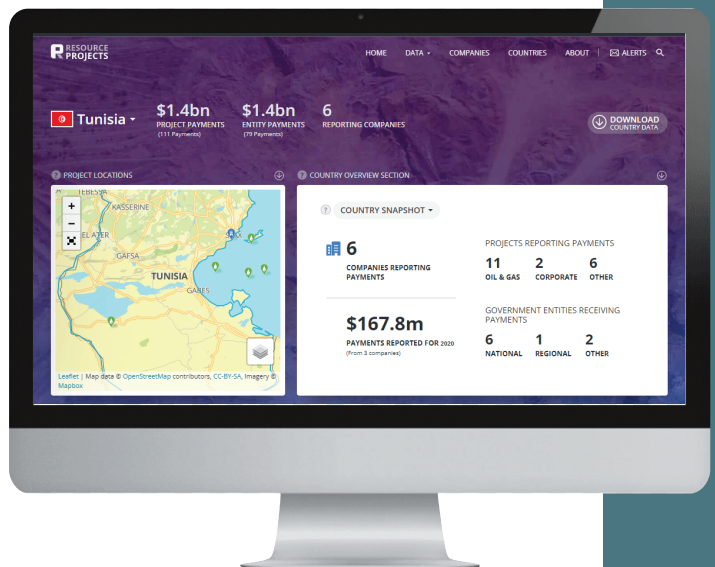 RESOURCE
PROJECTS
HOME DATA COMPANIES COUNTRIES ABOUT ALERTS
Tunisia
$1.4bn
PROJECT PAYMENTS
(111 Payments)
$1.4bn
ENTITY PAYMENTS
(79 Payments)
6
REPORTING COMPANIES
DOWNLOAD
COUNTRY DATA
? PROJECT LOCATIONS
? COUNTRY OVERVIEW SECTION
TEBESSA
+
KASSERINE
−
EL ATER
GAFSA
TUNISIA
GABES
Leaflet | Map data © OpenStreetMap contributors, CC-BY-SA, Imagery ©
Mapbox
? COUNTRY SNAPSHOT
6
COMPANIES REPORTING
PAYMENTS
$167.8m
PAYMENTS REPORTED FOR 2020
(From 3 companies)
PROJECTS REPORTING PAYMENTS
11 2 6
OIL & GAS CORPORATE OTHER
GOVERNMENT ENTITIES RECEIVING
PAYMENTS
6 1 2
NATIONAL REGIONAL OTHER